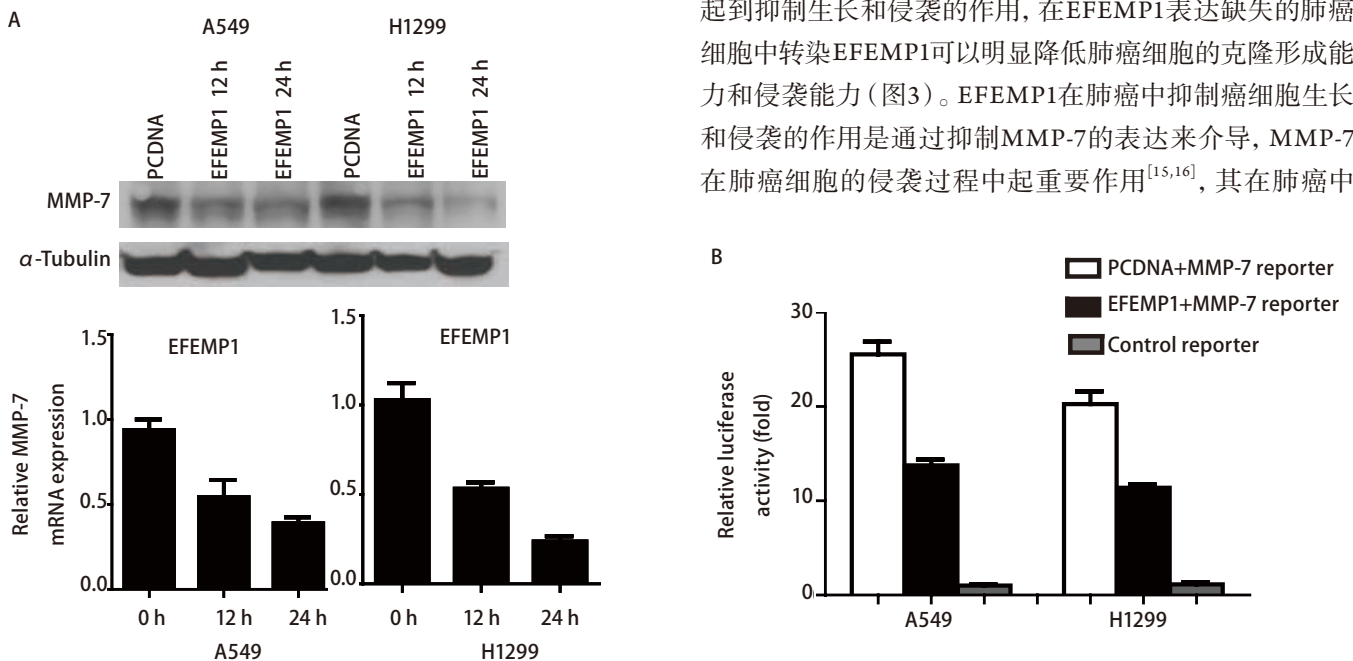 A
A549
H1299
PCDNA
EFEMP1 12 h
EFEMP1 24 h
PCDNA
EFEMP1 12 h
EFEMP1 24 h
MMP-7
α-Tubulin
Relative MMP-7
mRNA expression
1.5
1.0
0.5
0.0
EFEMP1
0 h
12 h
24 h
A549
1.5
1.0
0.5
0.0
EFEMP1
0 h
12 h
24 h
H1299
起到抑制生长和侵袭的作用, 在EFEMP1表达缺失的肺癌
细胞中转染EFEMP1可以明显降低肺癌细胞的克隆形成能
力和侵袭能力（图3）。EFEMP1在肺癌中抑制癌细胞生长
和侵袭的作用是通过抑制MMP-7的表达来介导, MMP-7
在肺癌细胞的侵袭过程中起重要作用[15,16], 其在肺癌中
B
PCDNA+MMP-7 reporter
EFEMP1+MMP-7 reporter
Control reporter
Relative luciferase
activity (fold)
30
20
10
0
A549
H1299